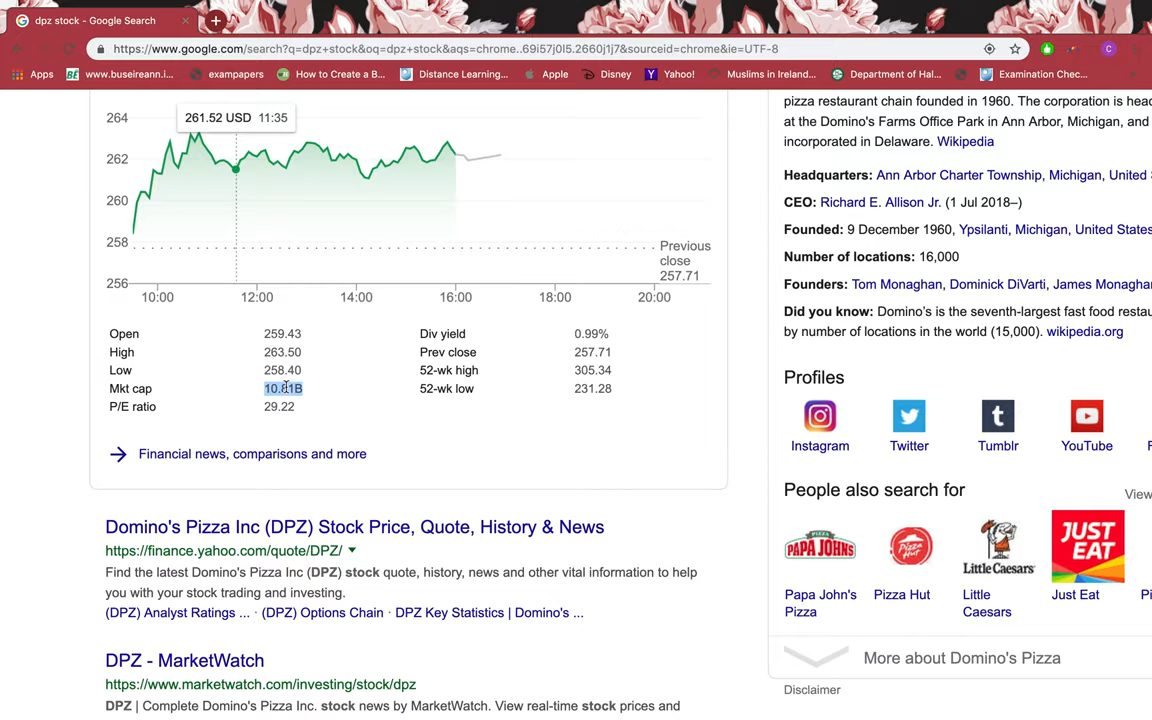 dpz stock - Google Search
https://www.google.com/search?q=dpz+stock&oq=dpz+stock&aqs=chrome..69i57j0l5.2660j1j7&sourceid=chrome&ie=UTF-8
C
Apps
www.buseireann.i...
exampapers
How to Create a B...
Distance Learning...
Apple
Disney
Yahoo!
Muslims in Ireland...
Department of Hal...
Examination Chec...
264
261.52 USD 11:35
262
260
258
256
Previous
close
257.71
10:00
12:00
14:00
16:00
18:00
20:00
Open 259.43
High 263.50
Low 258.40
Mkt cap
P/E ratio 29.22
Div yield 0.99%
Prev close 257.71
52-wk high 305.34
52-wk low 231.28
Financial news, comparisons and more
Domino's Pizza Inc (DPZ) Stock Price, Quote, History & News
https://finance.yahoo.com/quote/DPZ/
Find the latest Domino's Pizza Inc (DPZ) stock quote, history, news and other vital information to help
you with your stock trading and investing.
(DPZ) Analyst Ratings ... · (DPZ) Options Chain · DPZ Key Statistics | Domino's ...
DPZ - MarketWatch
https://www.marketwatch.com/investing/stock/dpz
DPZ | Complete Domino's Pizza Inc. stock news by MarketWatch. View real-time stock prices and
pizza restaurant chain founded in 1960. The corporation is head
at the Domino's Farms Office Park in Ann Arbor, Michigan, and
incorporated in Delaware. Wikipedia
Headquarters: Ann Arbor Charter Township, Michigan, United
CEO: Richard E. Allison Jr. (1 Jul 2018–)
Founded: 9 December 1960, Ypsilanti, Michigan, United States
Number of locations: 16,000
Founders: Tom Monaghan, Dominick DiVarti, James Monagha
Did you know: Domino's is the seventh-largest fast food restau
by number of locations in the world (15,000). wikipedia.org
Profiles
Instagram
Twitter
Tumblr
YouTube
People also search for
View
PAPA JOHNS
Pizza Hut
Little Caesars
JUST
EAT
Papa John's
Pizza
Pizza Hut
Little
Caesars
Just Eat
Pi
More about Domino's Pizza
Disclaimer